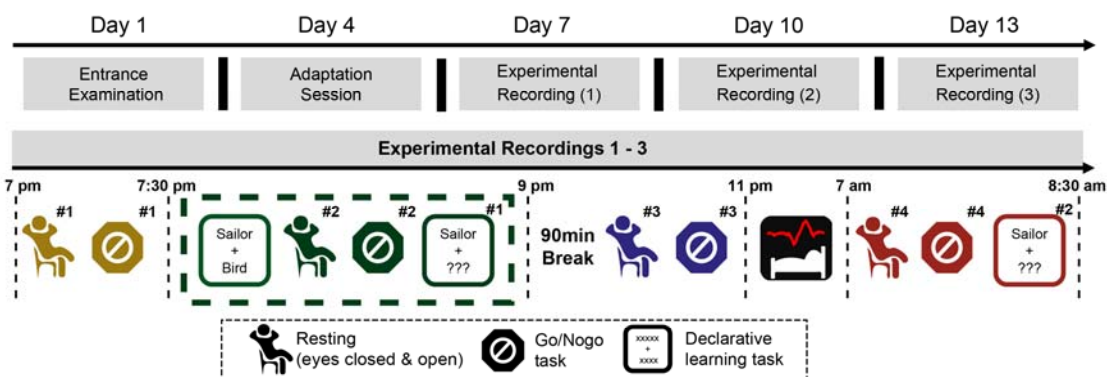 Day 1 Day 4 Day 7 Day 10 Day 13
Entrance Examination
Adaptation Session
Experimental Recording (1)
Experimental Recording (2)
Experimental Recording (3)
Experimental Recordings 1 - 3
7 pm 7:30 pm 9 pm 11 pm 7 am 8:30 am
#1 #1 #2 #2 #1 #3 #3 #4 #4 #2
Sailor
+
Bird
Sailor
+
???
90min
Break
Sailor
+
???
Resting
(eyes closed & open)
Go/Nogo
task
xxxxx
+
xxxx
Declarative
learning task